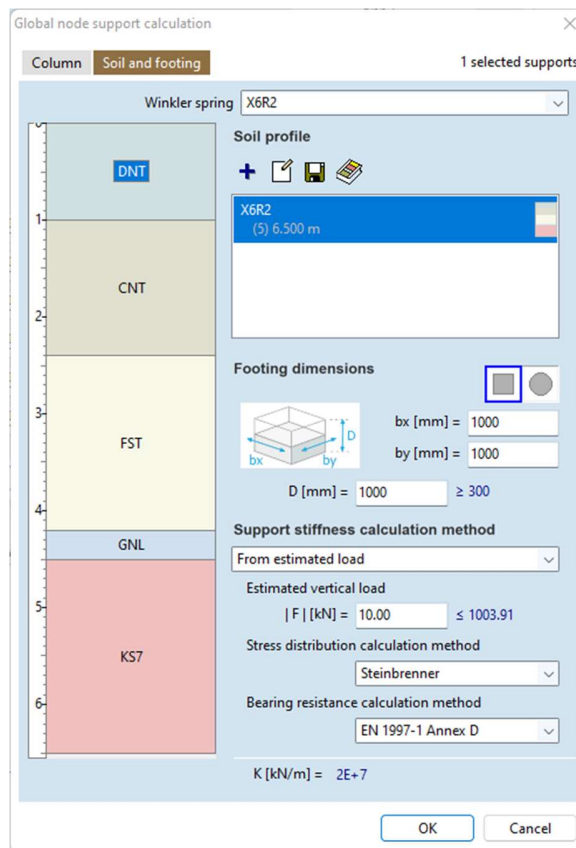 Global node support calculation
Column Soil and footing 1 selected supports
Winkler spring X6R2
Soil profile
DNT
X6R2
(5) 6.500 m
1
CNT
2
Footing dimensions
3
bx [mm] = 1000
FST
D
bx by
by [mm] = 1000
D [mm] = 1000 ≥ 300
4
Support stiffness calculation method
GNL
From estimated load
Estimated vertical load
5
| F | [kN] = 10.00 ≤ 1003.91
Stress distribution calculation method
KS7
Steinbrenner
6
Bearing resistance calculation method
EN 1997-1 Annex D
K [kN/m] = 2E+7
OK Cancel